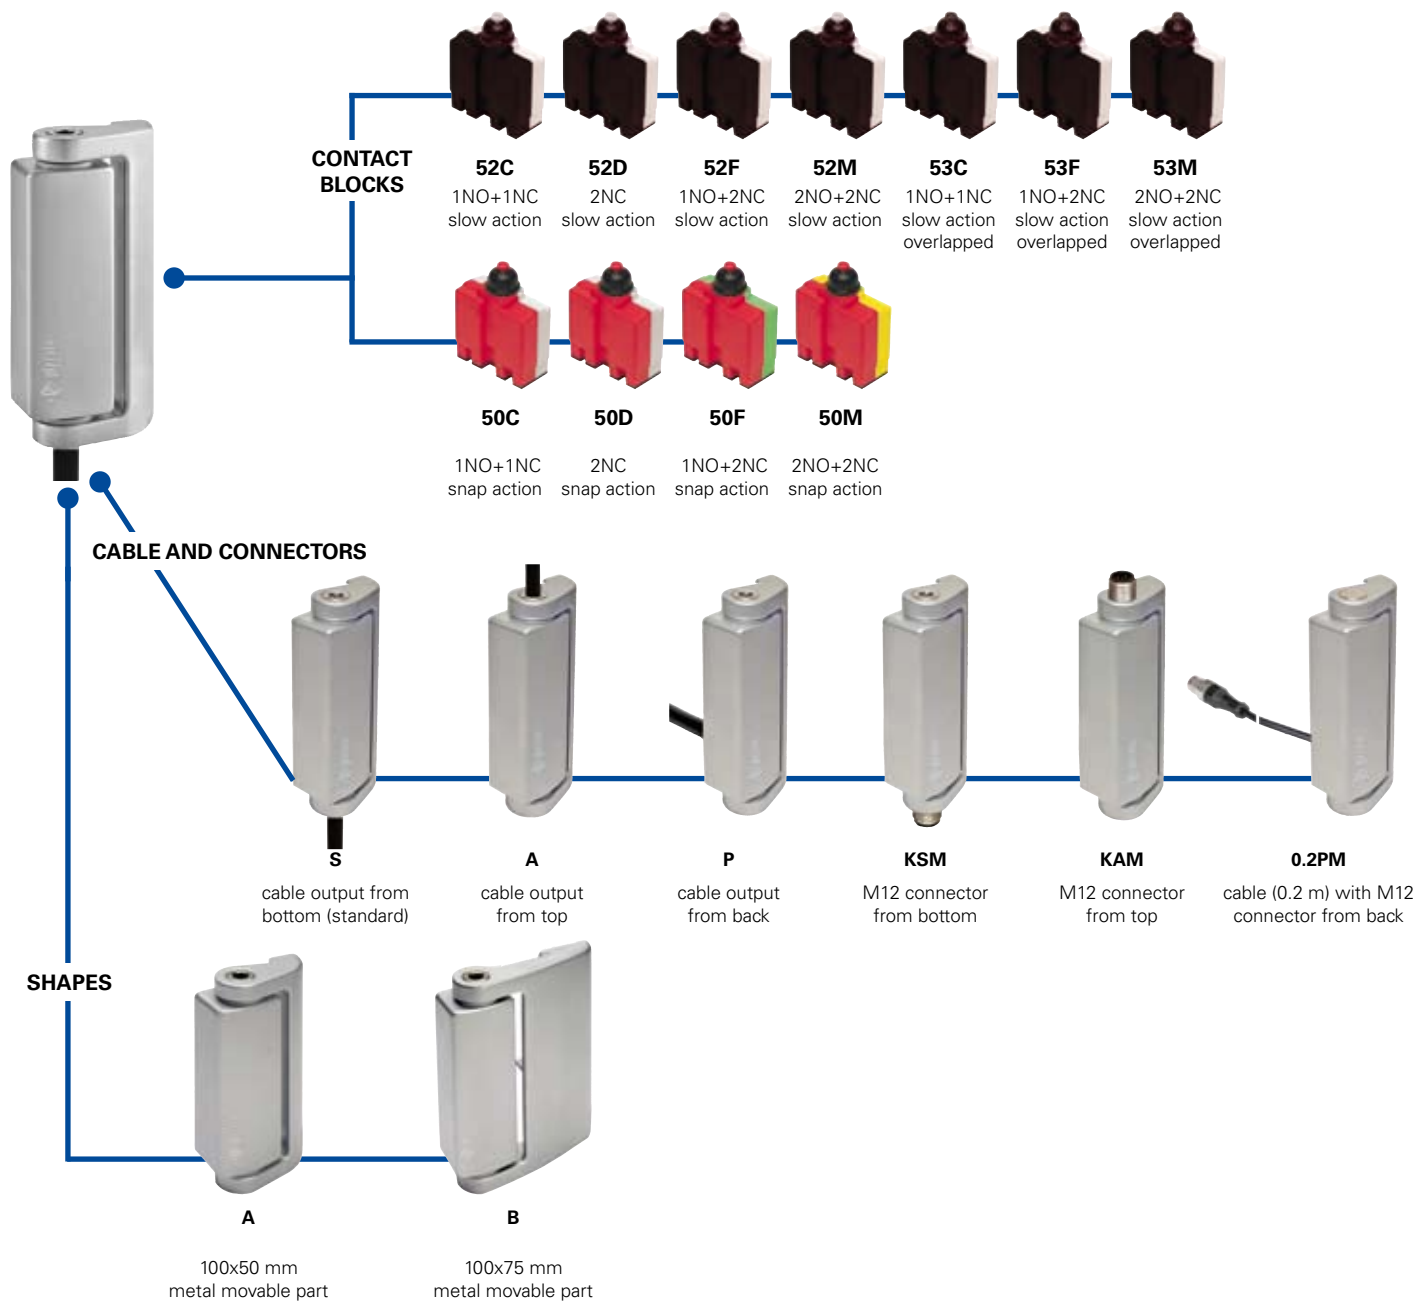 CONTACT
BLOCKS
52C
52D
52F
52M
53C
53F
53M
1NO+1NC
slow action
2NC
slow action
1NO+2NC
slow action
2NO+2NC
slow action
1NO+1NC
slow action
overlapped
1NO+2NC
slow action
overlapped
2NO+2NC
slow action
overlapped
50C
50D
50F
50M
1NO+1NC
snap action
2NC
snap action
1NO+2NC
snap action
2NO+2NC
snap action
CABLE AND CONNECTORS
S
cable output from
bottom (standard)
A
cable output
from top
P
cable output
from back
KSM
M12 connector
from bottom
KAM
M12 connector
from top
0.2PM
cable (0.2 m) with M12
connector from back
SHAPES
A
100x50 mm
metal movable part
B
100x75 mm
metal movable part